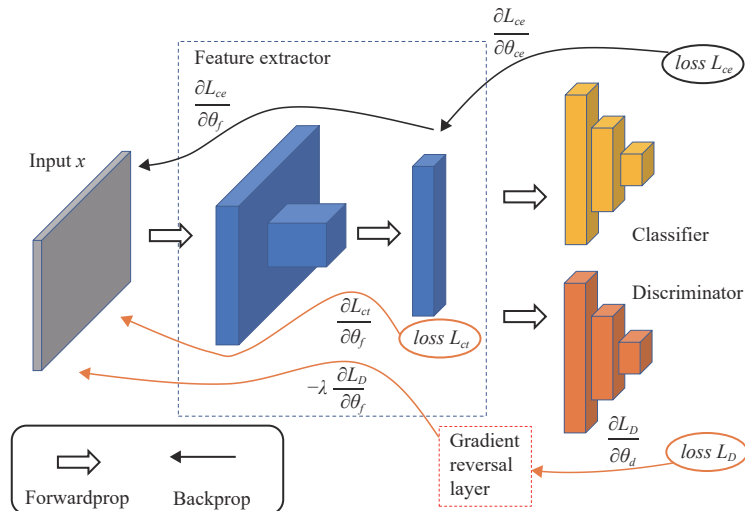 ∂L_ce
∂θ_ce
loss L_ce
Feature extractor
∂L_ce
∂θ_f
Input x
Classifier
Discriminator
∂L_ct
∂θ_f
loss L_ct
−λ ∂L_D
∂θ_f
Gradient
reversal
layer
∂L_D
∂θ_d
loss L_D
Forwardprop
Backprop